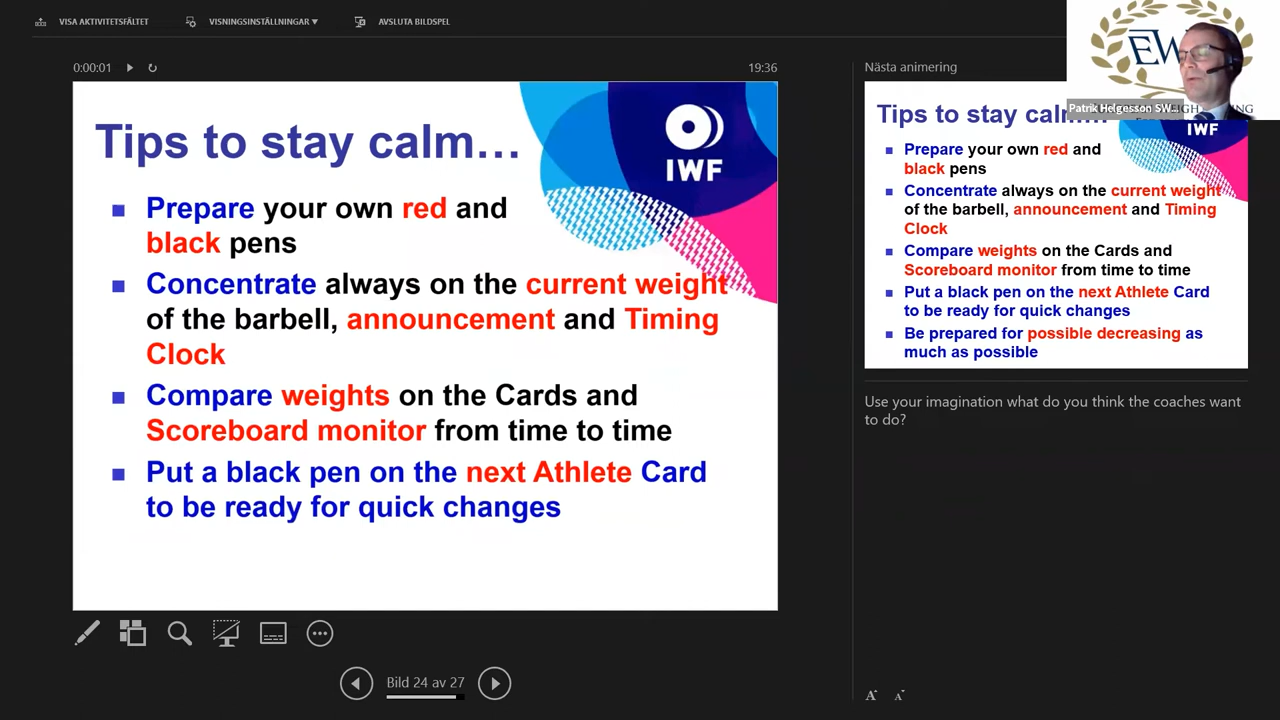 VISA AKTIVITETSFÄLTET
VISNINGSINSTÄLLNINGAR ▾
AVSLUTA BILDSPEL
0:00:01
19:36
Tips to stay calm…
IWF
Prepare your own red and
black pens
Concentrate always on the current weight
of the barbell, announcement and Timing
Clock
Compare weights on the Cards and
Scoreboard monitor from time to time
Put a black pen on the next Athlete Card
to be ready for quick changes
Bild 24 av 27
Nästa animering
EW
Patrik Helgesson SW...
Tips to stay calm…
IWF
Prepare your own red and
black pens
Concentrate always on the current weight
of the barbell, announcement and Timing
Clock
Compare weights on the Cards and
Scoreboard monitor from time to time
Put a black pen on the next Athlete Card
to be ready for quick changes
Be prepared for possible decreasing as
much as possible
Use your imagination what do you think the coaches want
to do?
A A